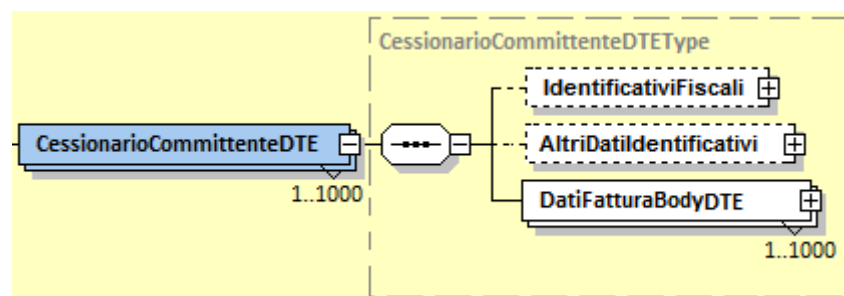 CessionarioCommittenteDTEType
IdentificativiFiscali
CessionarioCommittenteDTE
AltriDatiIdentificativi
1..1000
DatiFatturaBodyDTE
1..1000